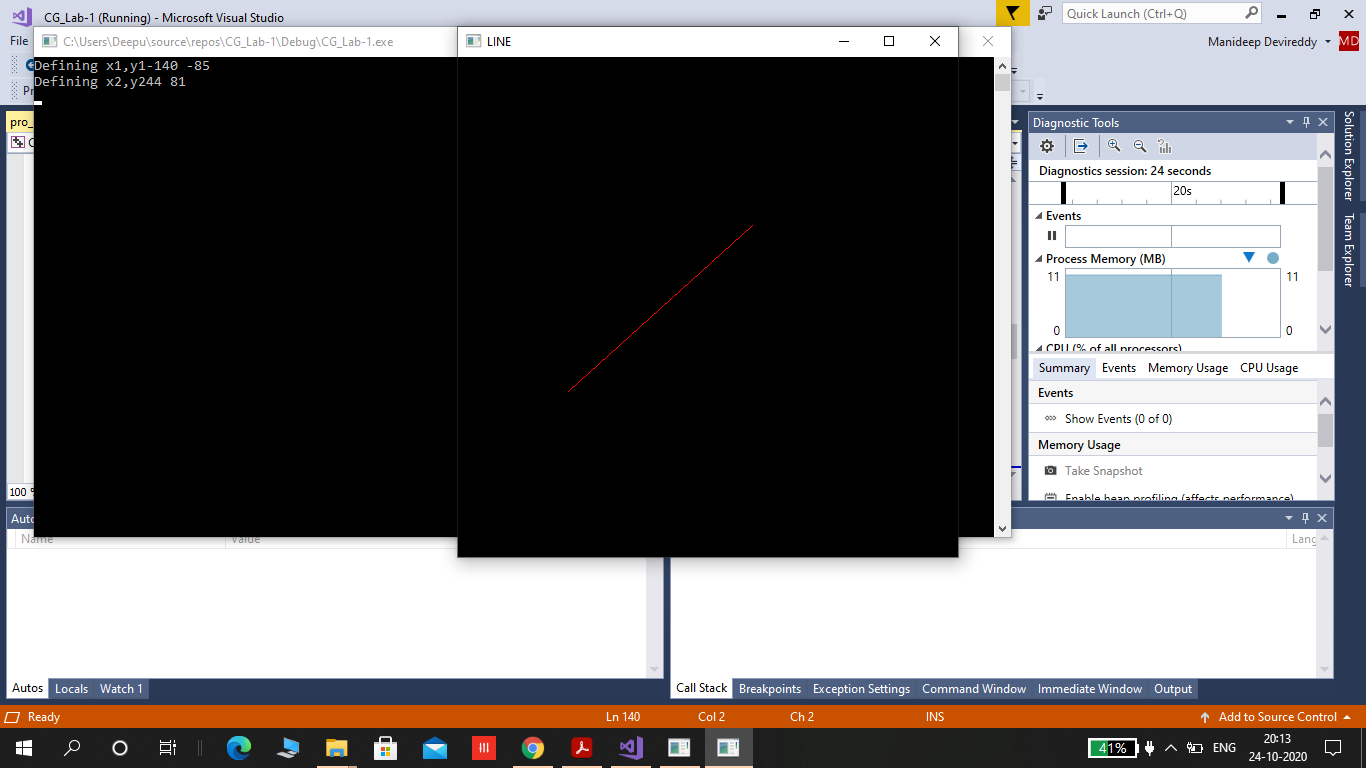 CG_Lab-1 (Running) - Microsoft Visual Studio
Quick Launch (Ctrl+Q)
File
C:\Users\Deepu\source\repos\CG_Lab-1\Debug\CG_Lab-1.exe
LINE
Manideep Devireddy
MD
Defining x1,y1-140 -85
Defining x2,y244 81
pro_
Diagnostic Tools
Diagnostics session: 24 seconds
20s
Events
Process Memory (MB)
11
11
0
0
CPU (% of all processors)
Summary
Events
Memory Usage
CPU Usage
Events
Show Events (0 of 0)
Memory Usage
Take Snapshot
Enable heap profiling (affects performance)
Solution Explorer
Team Explorer
100 %
Auto
Name
Value
Lang
Autos
Locals
Watch 1
Call Stack
Breakpoints
Exception Settings
Command Window
Immediate Window
Output
Ready
Ln 140
Col 2
Ch 2
INS
Add to Source Control
41%
ENG
20:13
24-10-2020